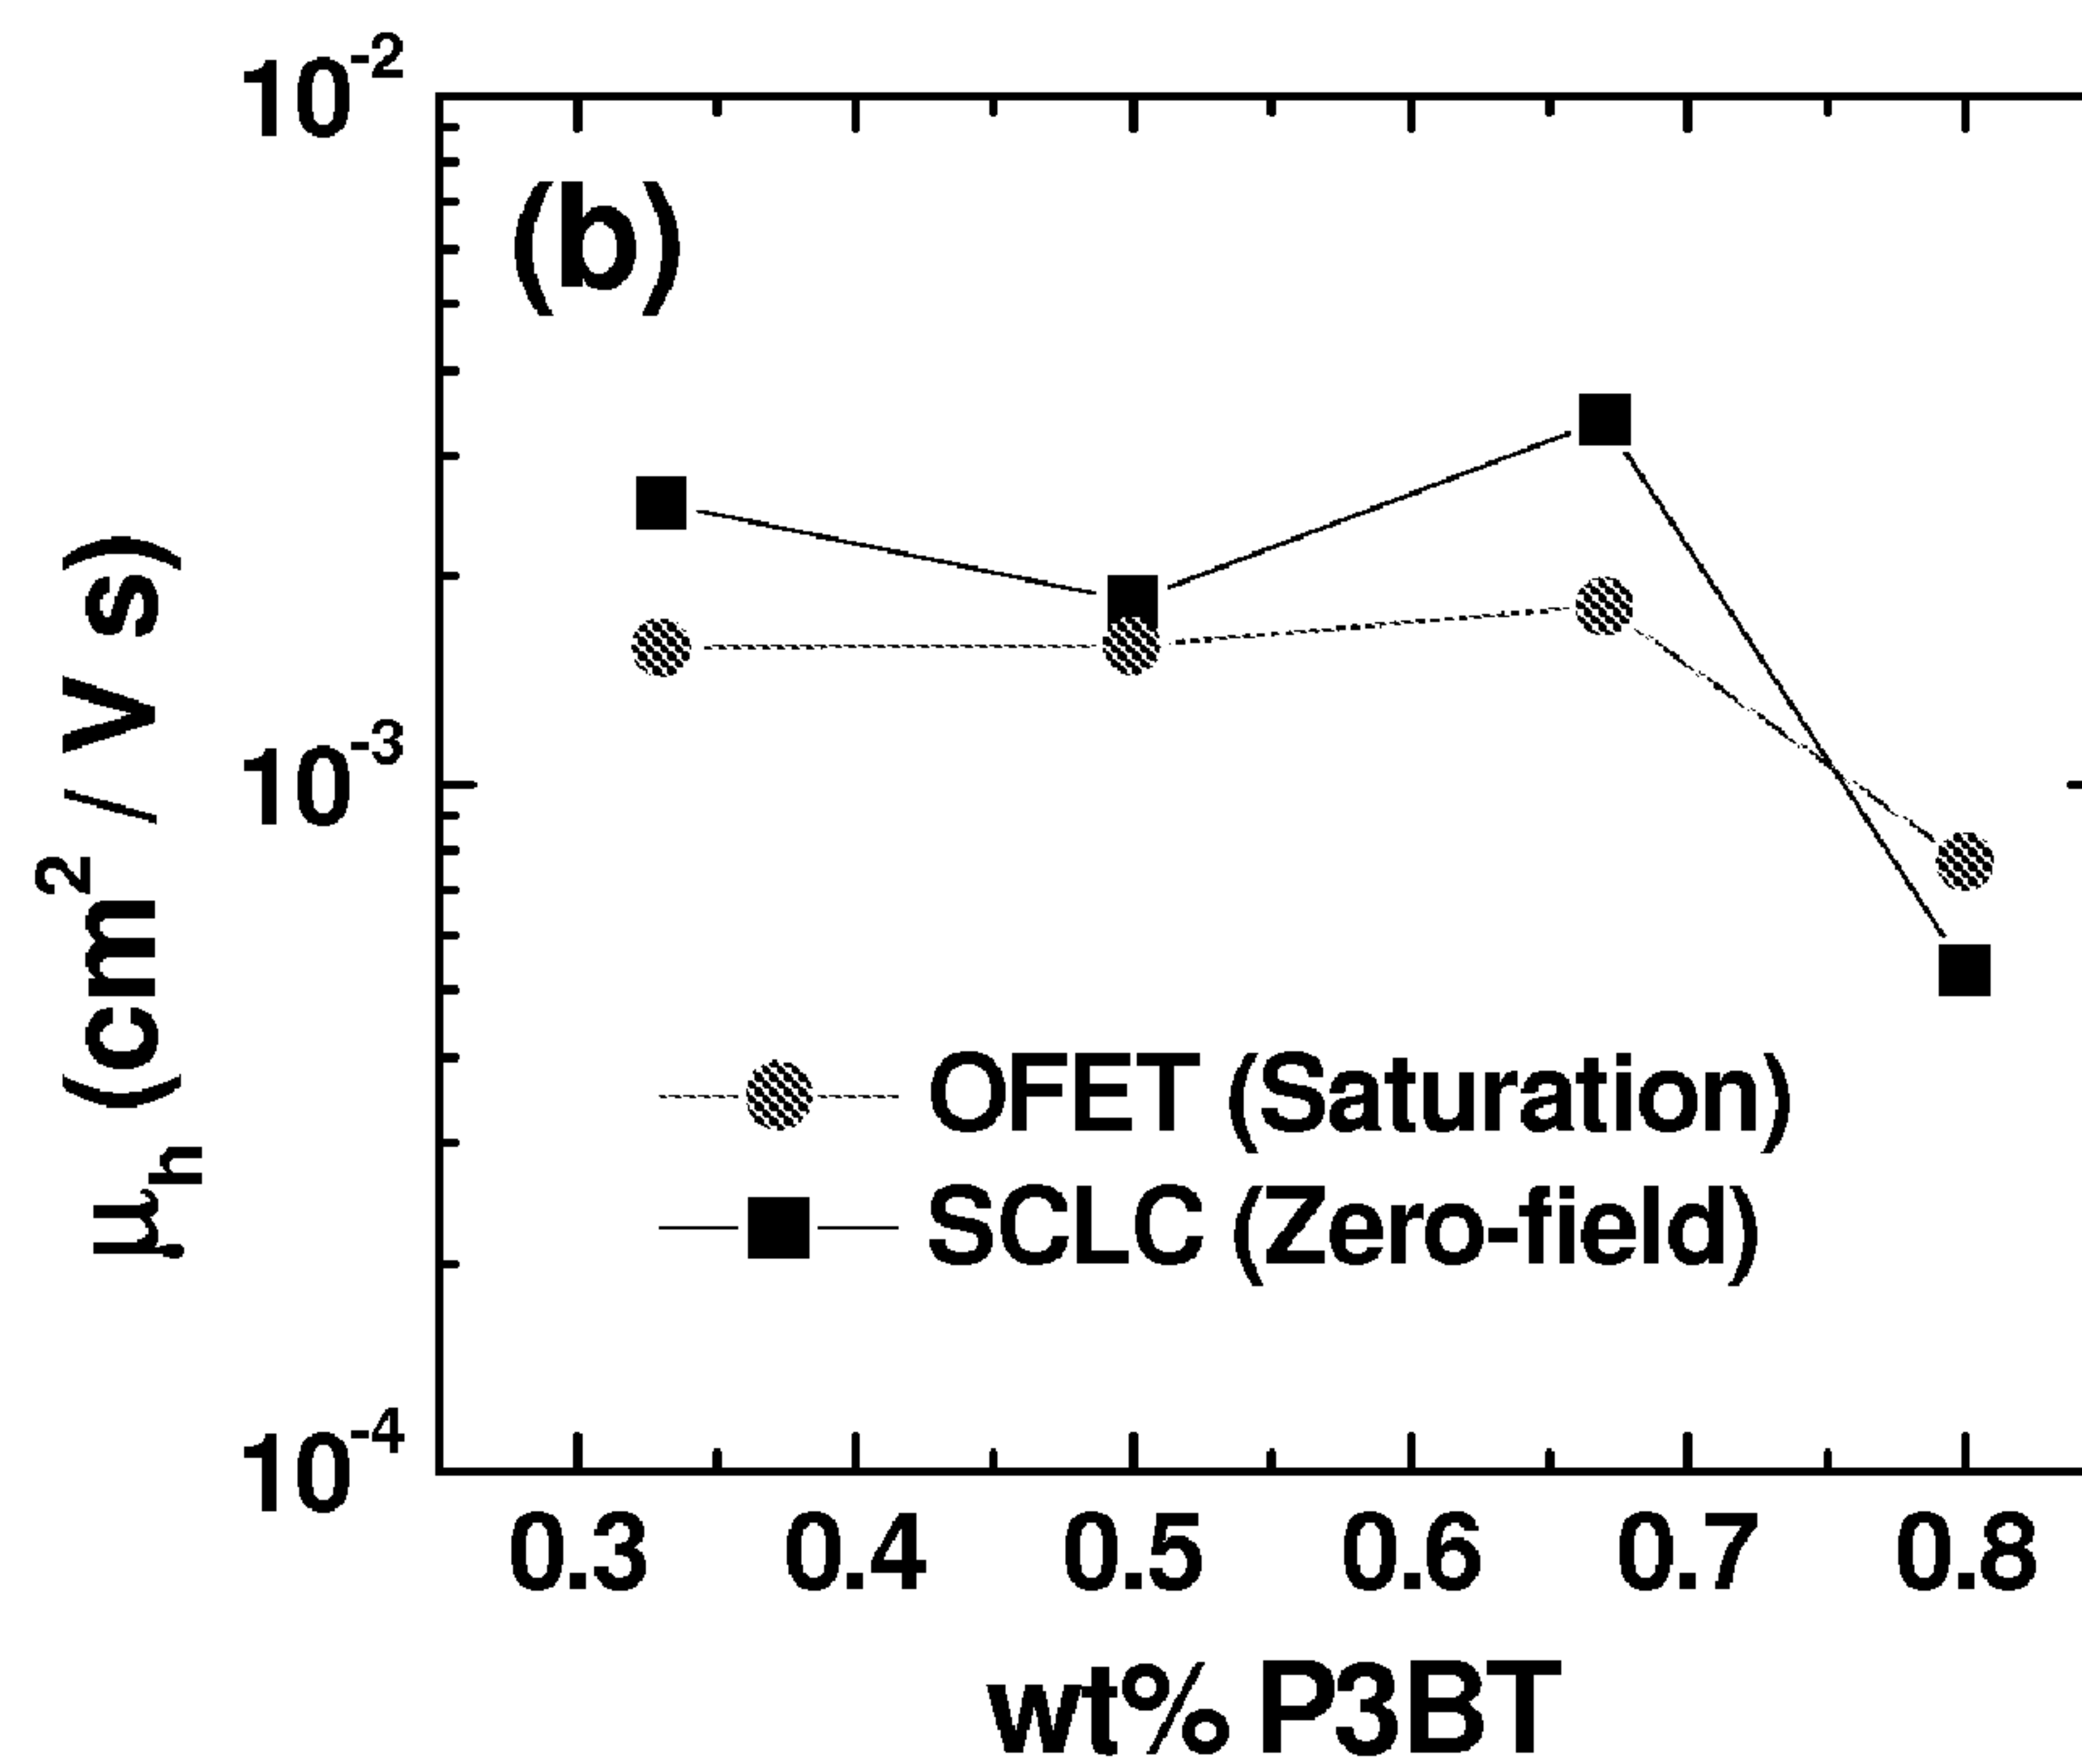 10-2
(b)
10-3
10-4
μh (cm2 / V s)
OFET (Saturation)
SCLC (Zero-field)
0.3 0.4 0.5 0.6 0.7 0.8
wt% P3BT